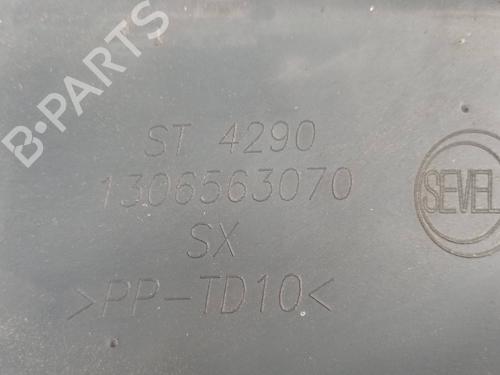 B-PARTS
ST 4290
1306563070
SX
>PP-TD10<
SEVEL